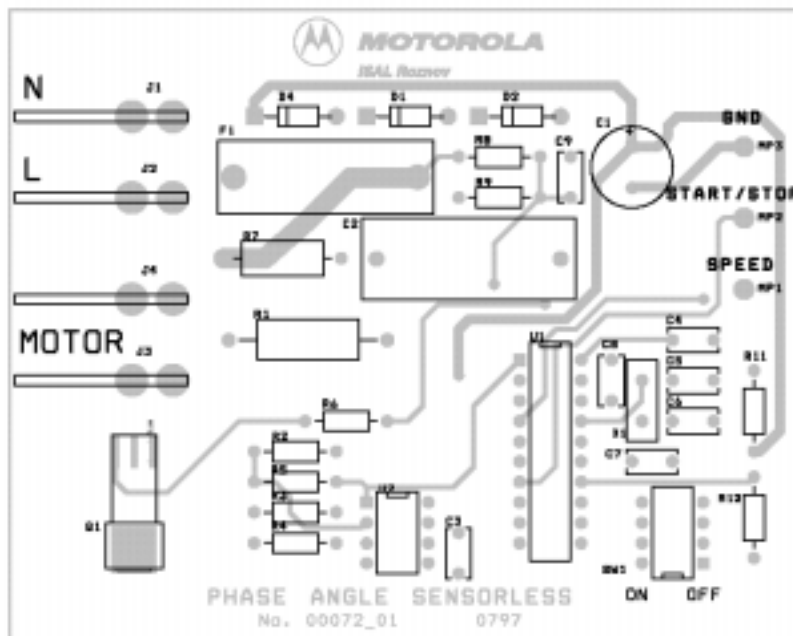 MOTOROLA
ISAL Roznov
N
J1
D4
D1
D2
F1
R8
C9
C1
+
GND
MP3
L
J2
R9
START/STOP
MP2
C2
R7
SPEED
MP1
J4
R1
U1
C4
C8
R11
MOTOR
J3
C5
R6
C6
R2
C7
R5
R3
R4
C3
R12
Q1
SW1
ON OFF
PHASE ANGLE SENSORLESS
No. 00072_01 0797